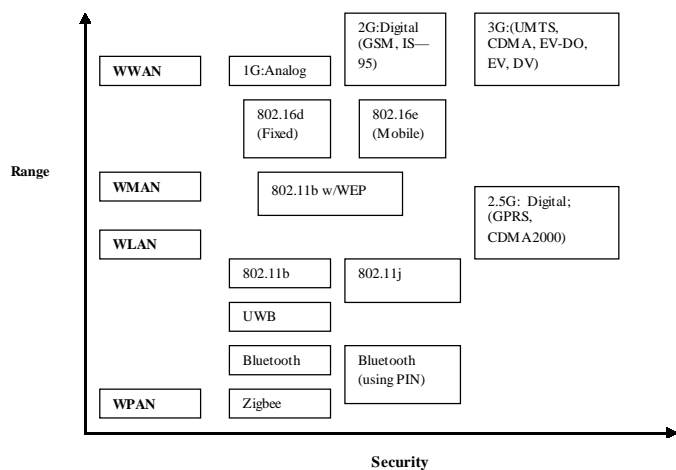 2G:Digital
(GSM, IS—
95)
3G:(UMTS,
CDMA, EV-DO,
EV, DV)
WWAN
1G:Analog
802.16d
(Fixed)
802.16e
(Mobile)
Range
WMAN
802.11b w/WEP
2.5G: Digital;
(GPRS,
CDMA2000)
WLAN
802.11b
802.11j
UWB
Bluetooth
Bluetooth
(using PIN)
WPAN
Zigbee
Security